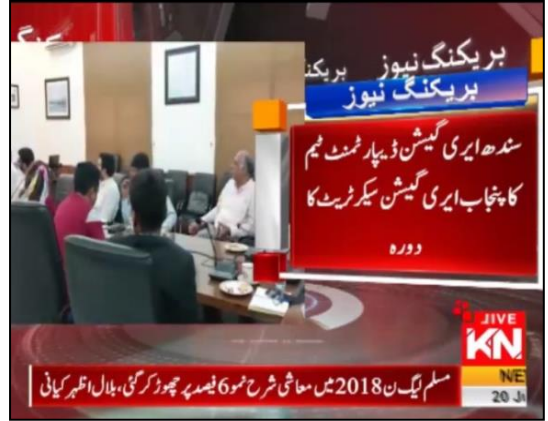 بریکنگ نیوز
بریکنگ نیوز
سندھ ایری گیشن ڈیپارٹمنٹ ٹیم
کا پنجاب ایری گیشن سیکرٹریٹ کا
دورہ
LIVE
KN
NE
20 Ju
مسلم لیگ ن 2018 میں معاشی شرح نمو 6 فیصد پر چھوڑ کر گئی، بلال اظہر کیانی